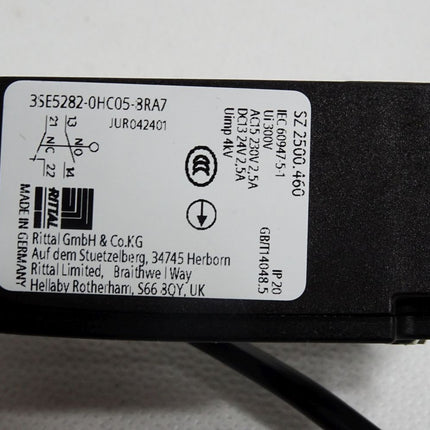 3SE5282-0HC05-8RA7
JUR042401
21 13
NC NO
22 14
CCC
RITTAL
MADE IN GERMANY
Rittal GmbH & Co.KG
Auf dem Stuetzelberg, 34745 Herborn
Rittal Limited, Braithwell Way
Hellaby Rotherham, S66 8QY, UK
SZ 2500.460
IEC 60947-5-1
Ui 300V
AC15 230V 2,5A
DC13 24V 2,5A
Uimp 4kV
IP 20
GB/T14048.5